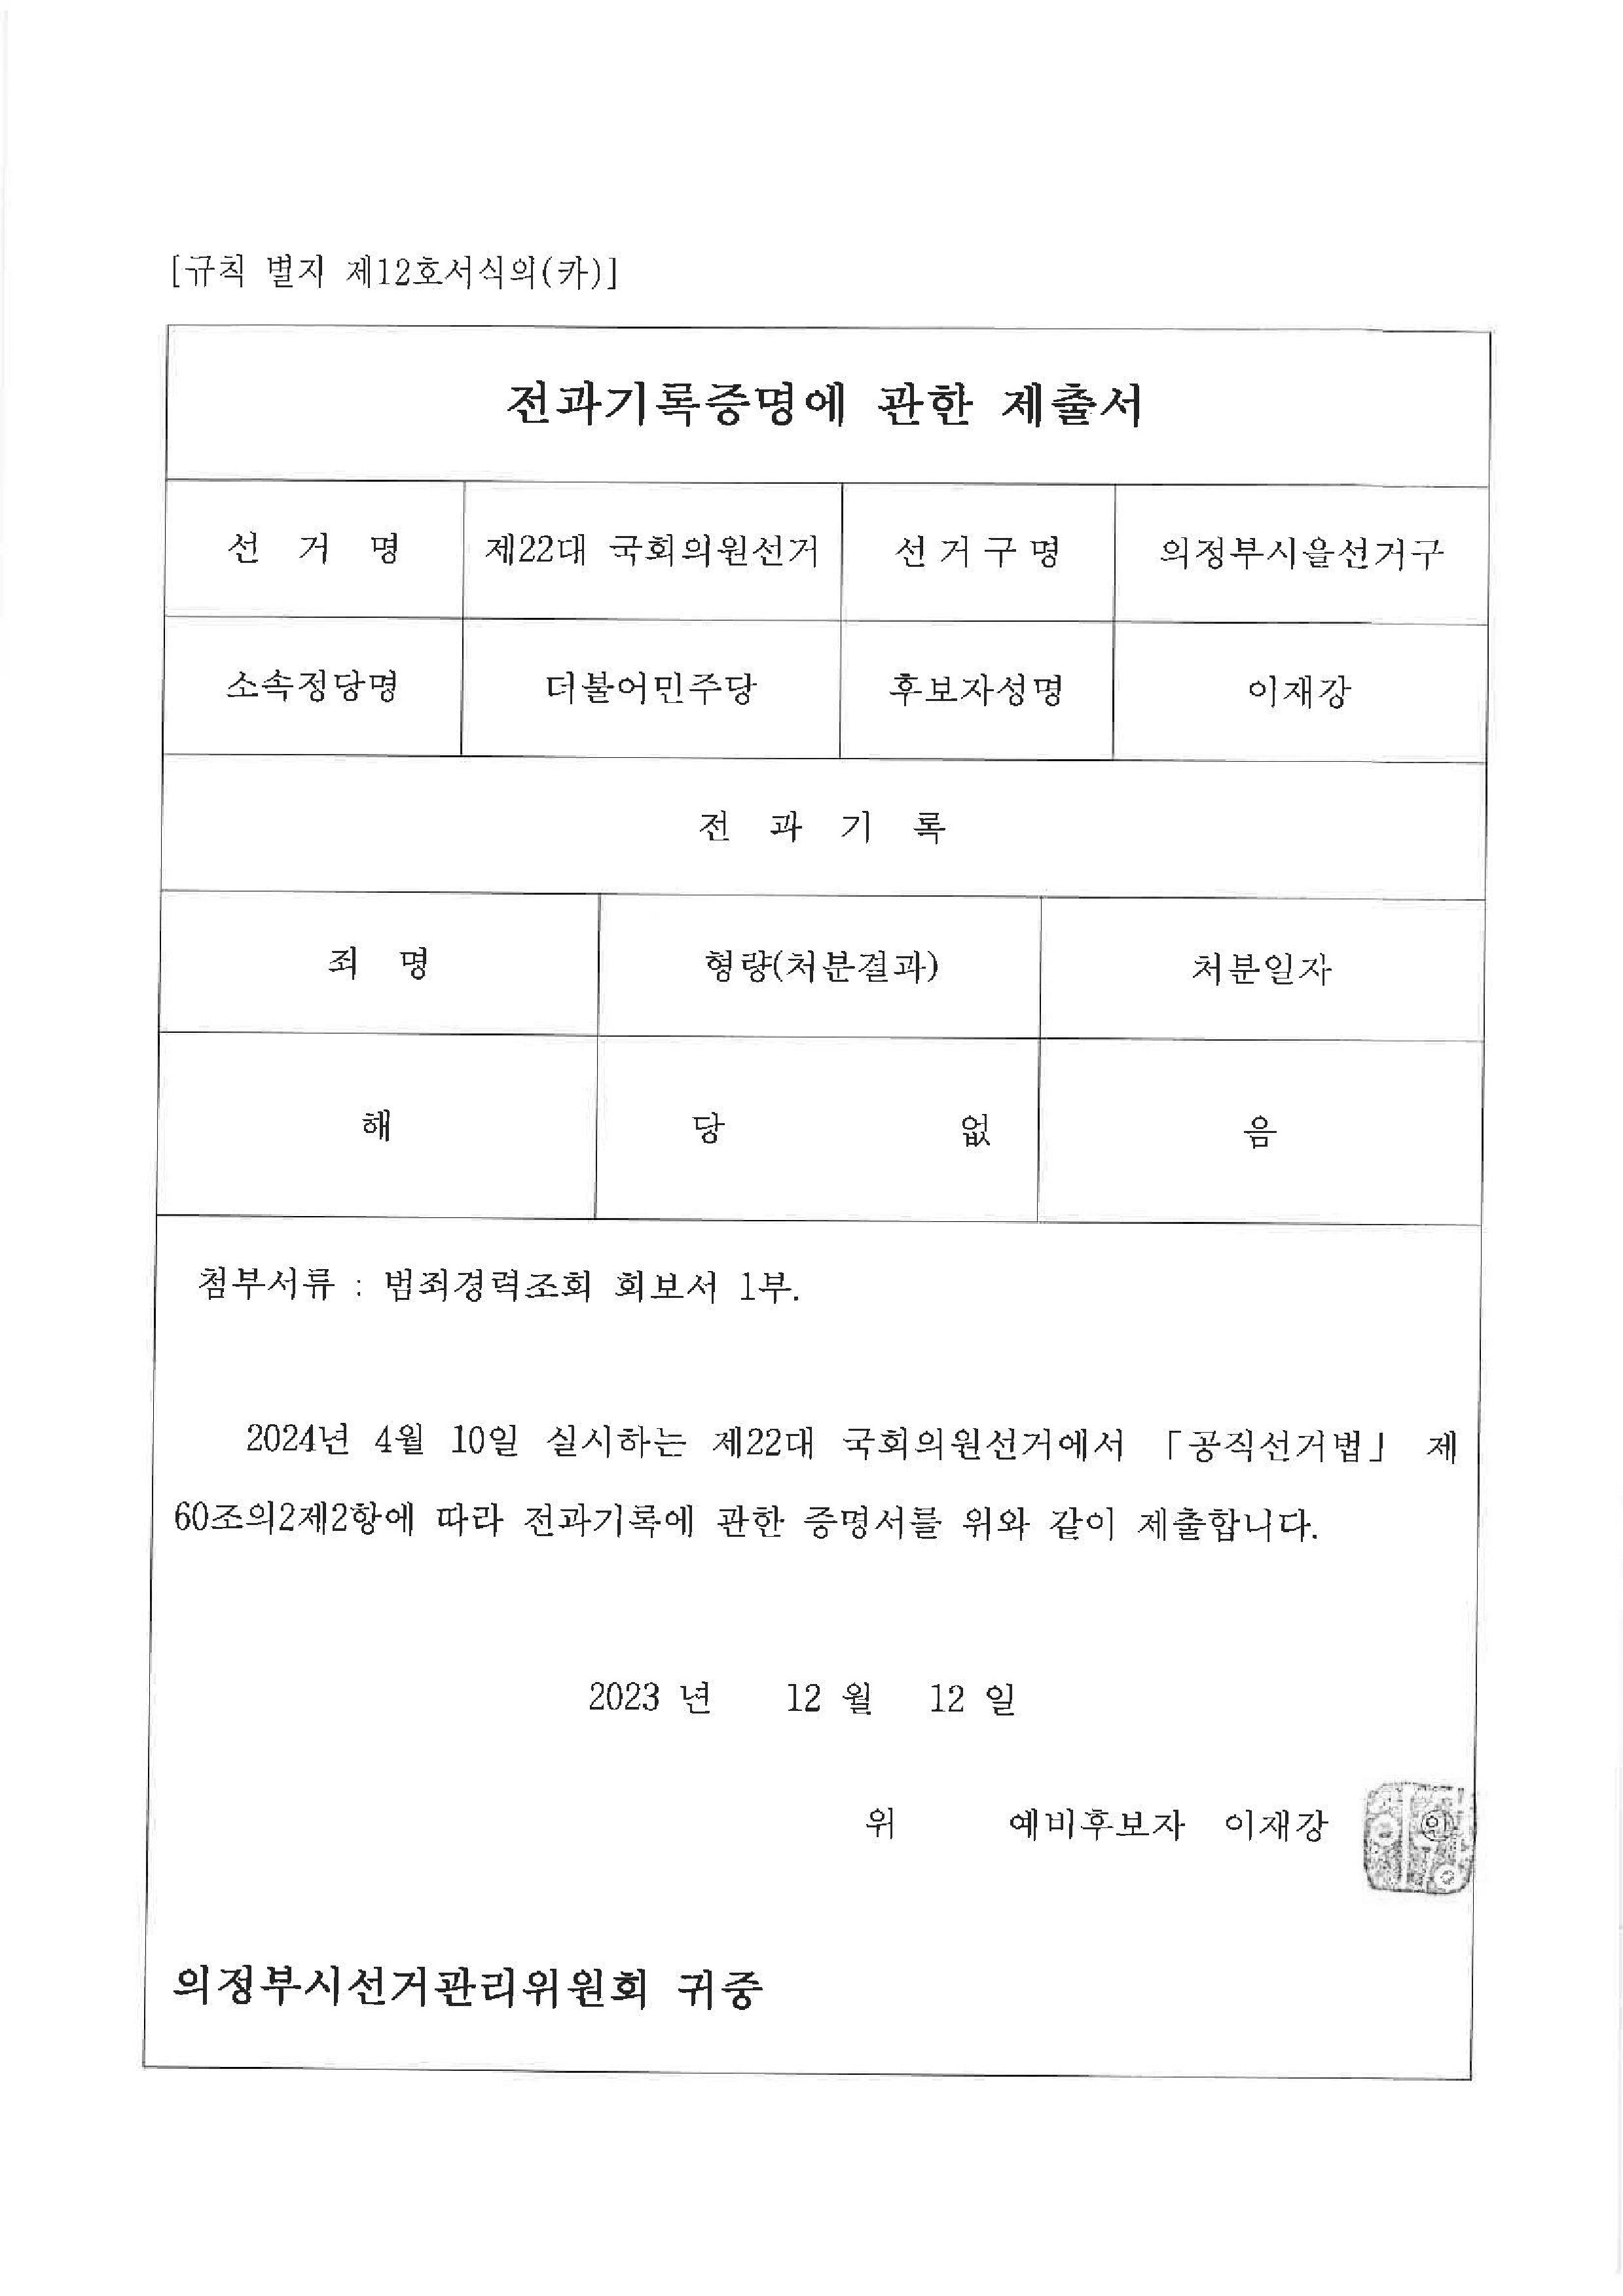 [규칙 별지 제12호서식의(카)]
전과기록증명에 관한 제출서
선 거 명 제22대 국회의원선거 선거구명 의정부시을선거구
소속정당명 더불어민주당 후보자성명 이재강
전 과 기 록
죄 명 형량(처분결과) 처분일자
해 당 없 음
첨부서류 : 범죄경력조회 회보서 1부.
2024년 4월 10일 실시하는 제22대 국회의원선거에서 「공직선거법」 제
60조의2제2항에 따라 전과기록에 관한 증명서를 위와 같이 제출합니다.
2023 년 12 월 12 일
위 예비후보자 이재강 인
의정부시선거관리위원회 귀중